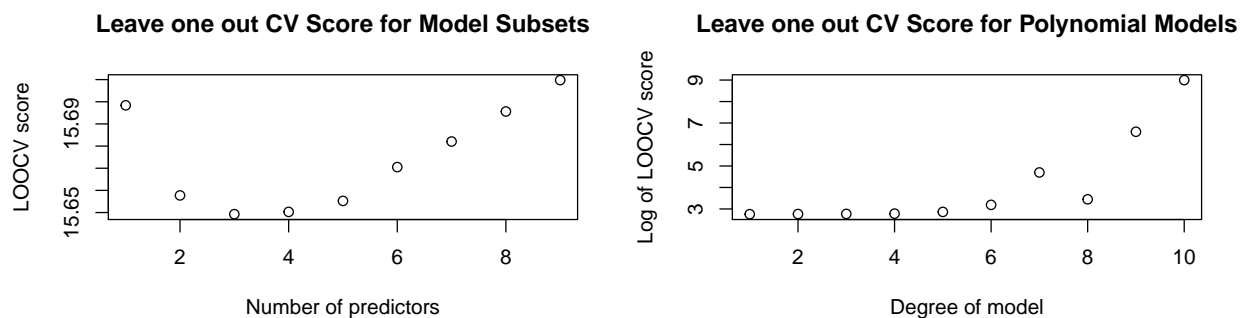 Leave one out CV Score for Model Subsets
LOOCV score
15.65
15.69
2
4
6
8
Number of predictors
Leave one out CV Score for Polynomial Models
Log of LOOCV score
3
5
7
9
2
4
6
8
10
Degree of model